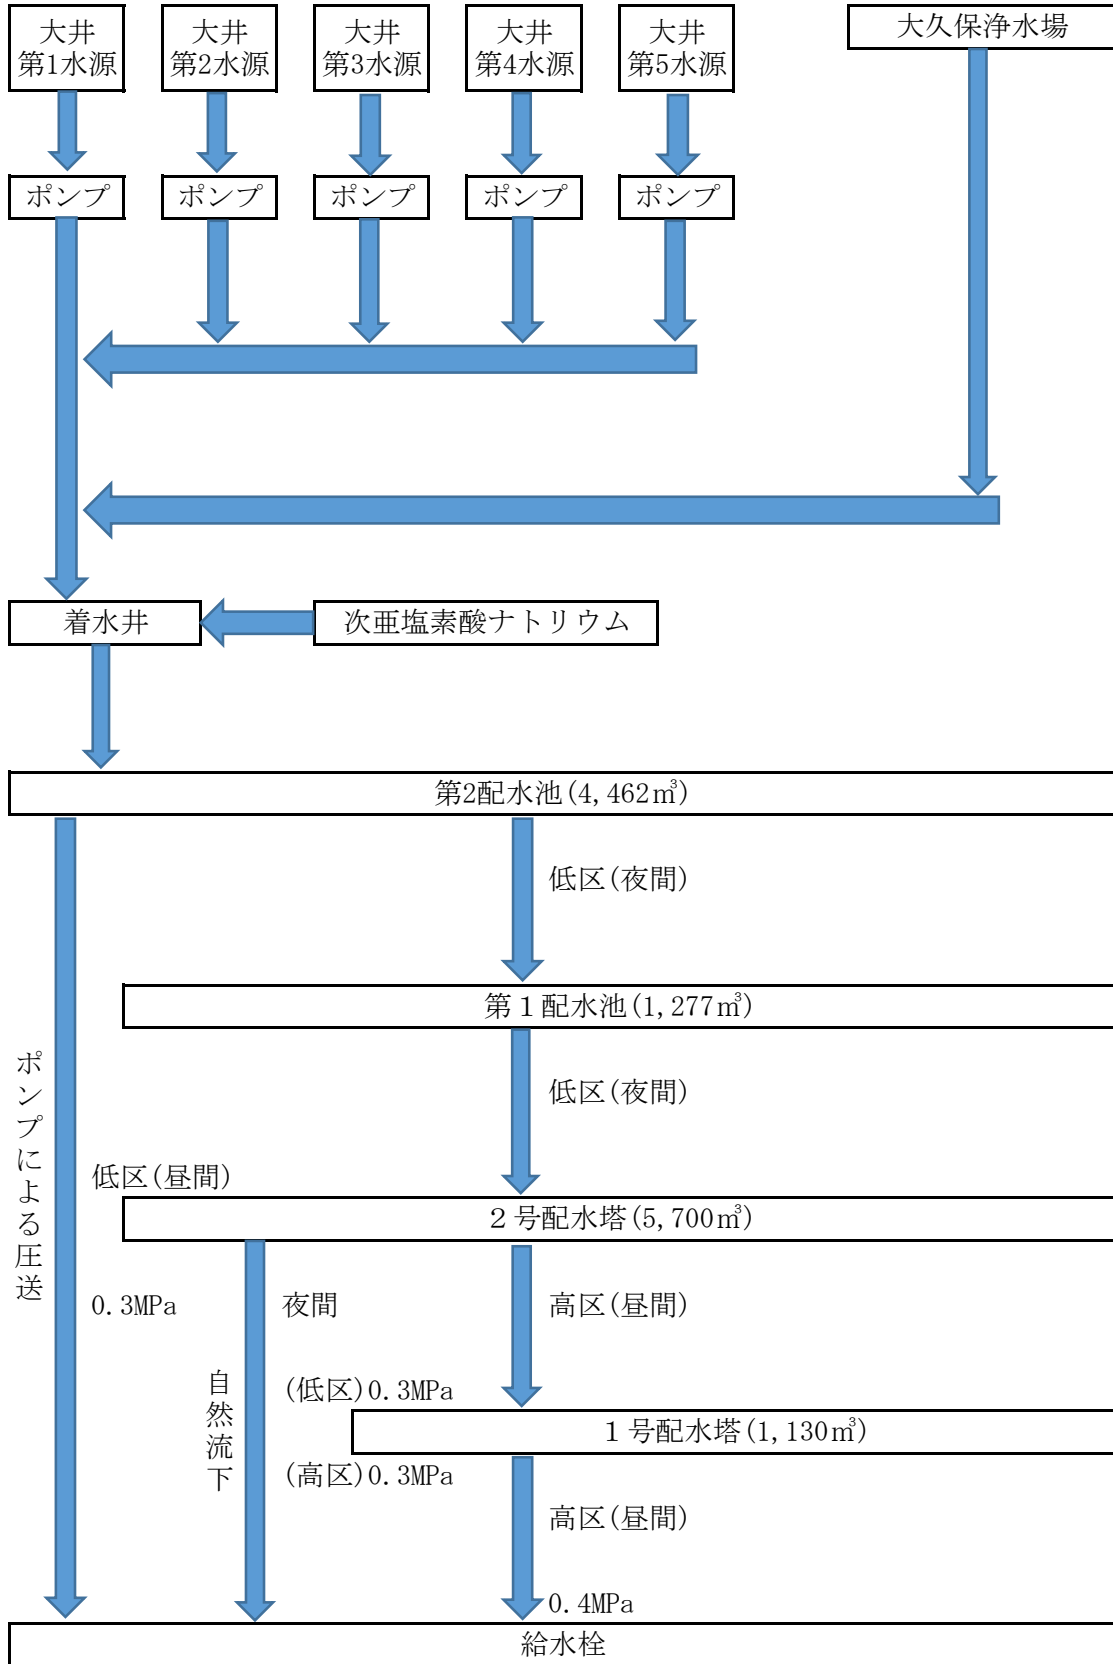 大井
第1水源
大井
第2水源
大井
第3水源
大井
第4水源
大井
第5水源
大久保浄水場
ポンプ
ポンプ
ポンプ
ポンプ
ポンプ
着水井
次亜塩素酸ナトリウム
第2配水池(4,462㎥)
低区(夜間)
第１配水池(1,277㎥)
ポンプによる圧送
低区(夜間)
低区(昼間)
２号配水塔(5,700㎥)
0.3MPa
夜間
高区(昼間)
自然流下
(低区)0.3MPa
１号配水塔(1,130㎥)
(高区)0.3MPa
高区(昼間)
0.4MPa
給水栓